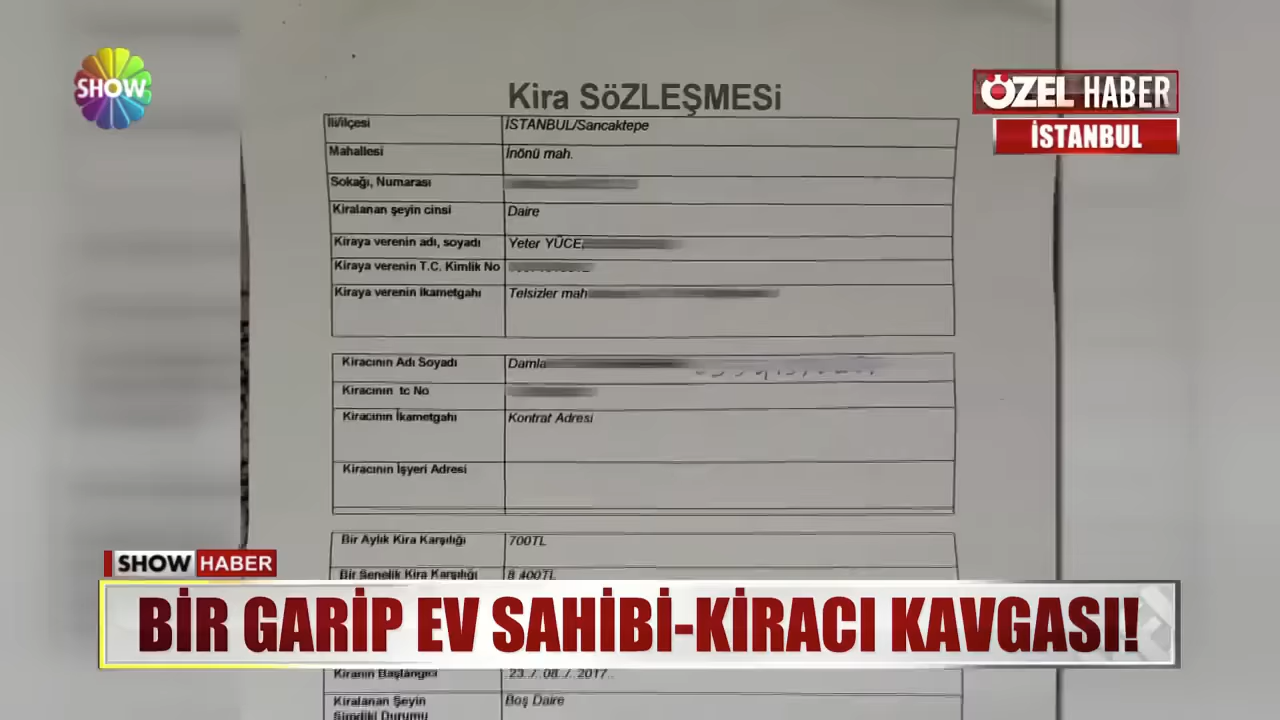 SHOW
ÖZEL HABER
İSTANBUL
Kira SöZLEŞMESi
İli/ilçesi İSTANBUL/Sancaktepe
Mahallesi İnönü mah.
Sokağı, Numarası
Kiralanan şeyin cinsi Daire
Kiraya verenin adı, soyadı Yeter YÜCE
Kiraya verenin T.C. Kimlik No
Kiraya verenin İkametgahı Telsizler mah
Kiracının Adı Soyadı Damla
Kiracının tc No
Kiracının İkametgahı Kontrat Adresi
Kiracının İşyeri Adresi
Bir Aylık Kira Karşılığı 700TL
Bir Senelik Kira Karşılığı 8.400TL
SHOW HABER
BİR GARİP EV SAHİBİ-KİRACI KAVGASI!
Kiranın Başlangıcı 23../.. 08../.. 2017..
Kiralanan Şeyin Boş Daire
Şimdiki Durumu